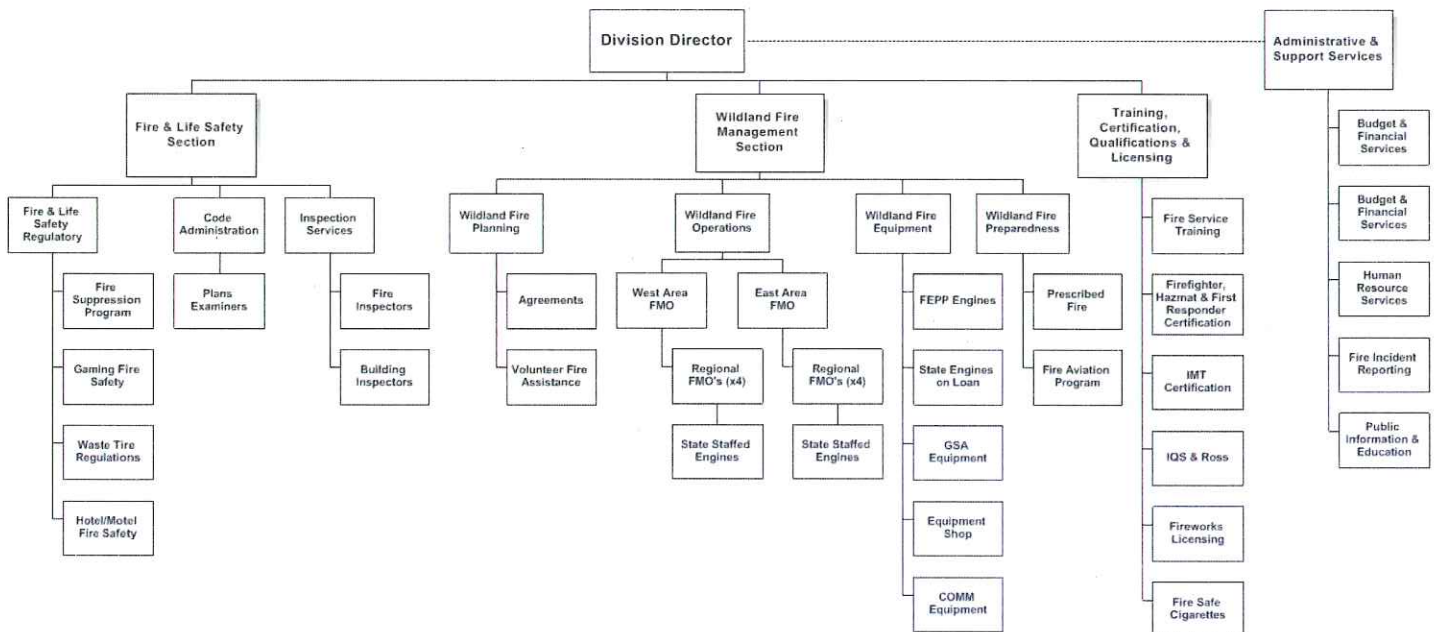 Division Director
Administrative &
Support Services
Fire & Life Safety
Section
Wildland Fire
Management
Section
Training,
Certification,
Qualifications &
Licensing
Budget &
Financial
Services
Budget &
Financial
Services
Human
Resource
Services
Fire Incident
Reporting
Public
Information &
Education
Fire & Life
Safety
Regulatory
Code
Administration
Inspection
Services
Fire
Suppression
Program
Gaming Fire
Safety
Waste Tire
Regulations
Hotel/Motel
Fire Safety
Plans
Examiners
Fire
Inspectors
Building
Inspectors
Wildland Fire
Planning
Wildland Fire
Operations
Wildland Fire
Equipment
Wildland Fire
Preparedness
Agreements
Volunteer Fire
Assistance
West Area
FMO
East Area
FMO
Regional
FMO's (x4)
Regional
FMO's (x4)
State Staffed
Engines
State Staffed
Engines
FEPP Engines
State Engines
on Loan
GSA
Equipment
Equipment
Shop
COMM
Equipment
Prescribed
Fire
Fire Aviation
Program
Fire Service
Training
Firefighter,
Hazmat & First
Responder
Certification
IMT
Certification
IQS & Ross
Fireworks
Licensing
Fire Safe
Cigarettes